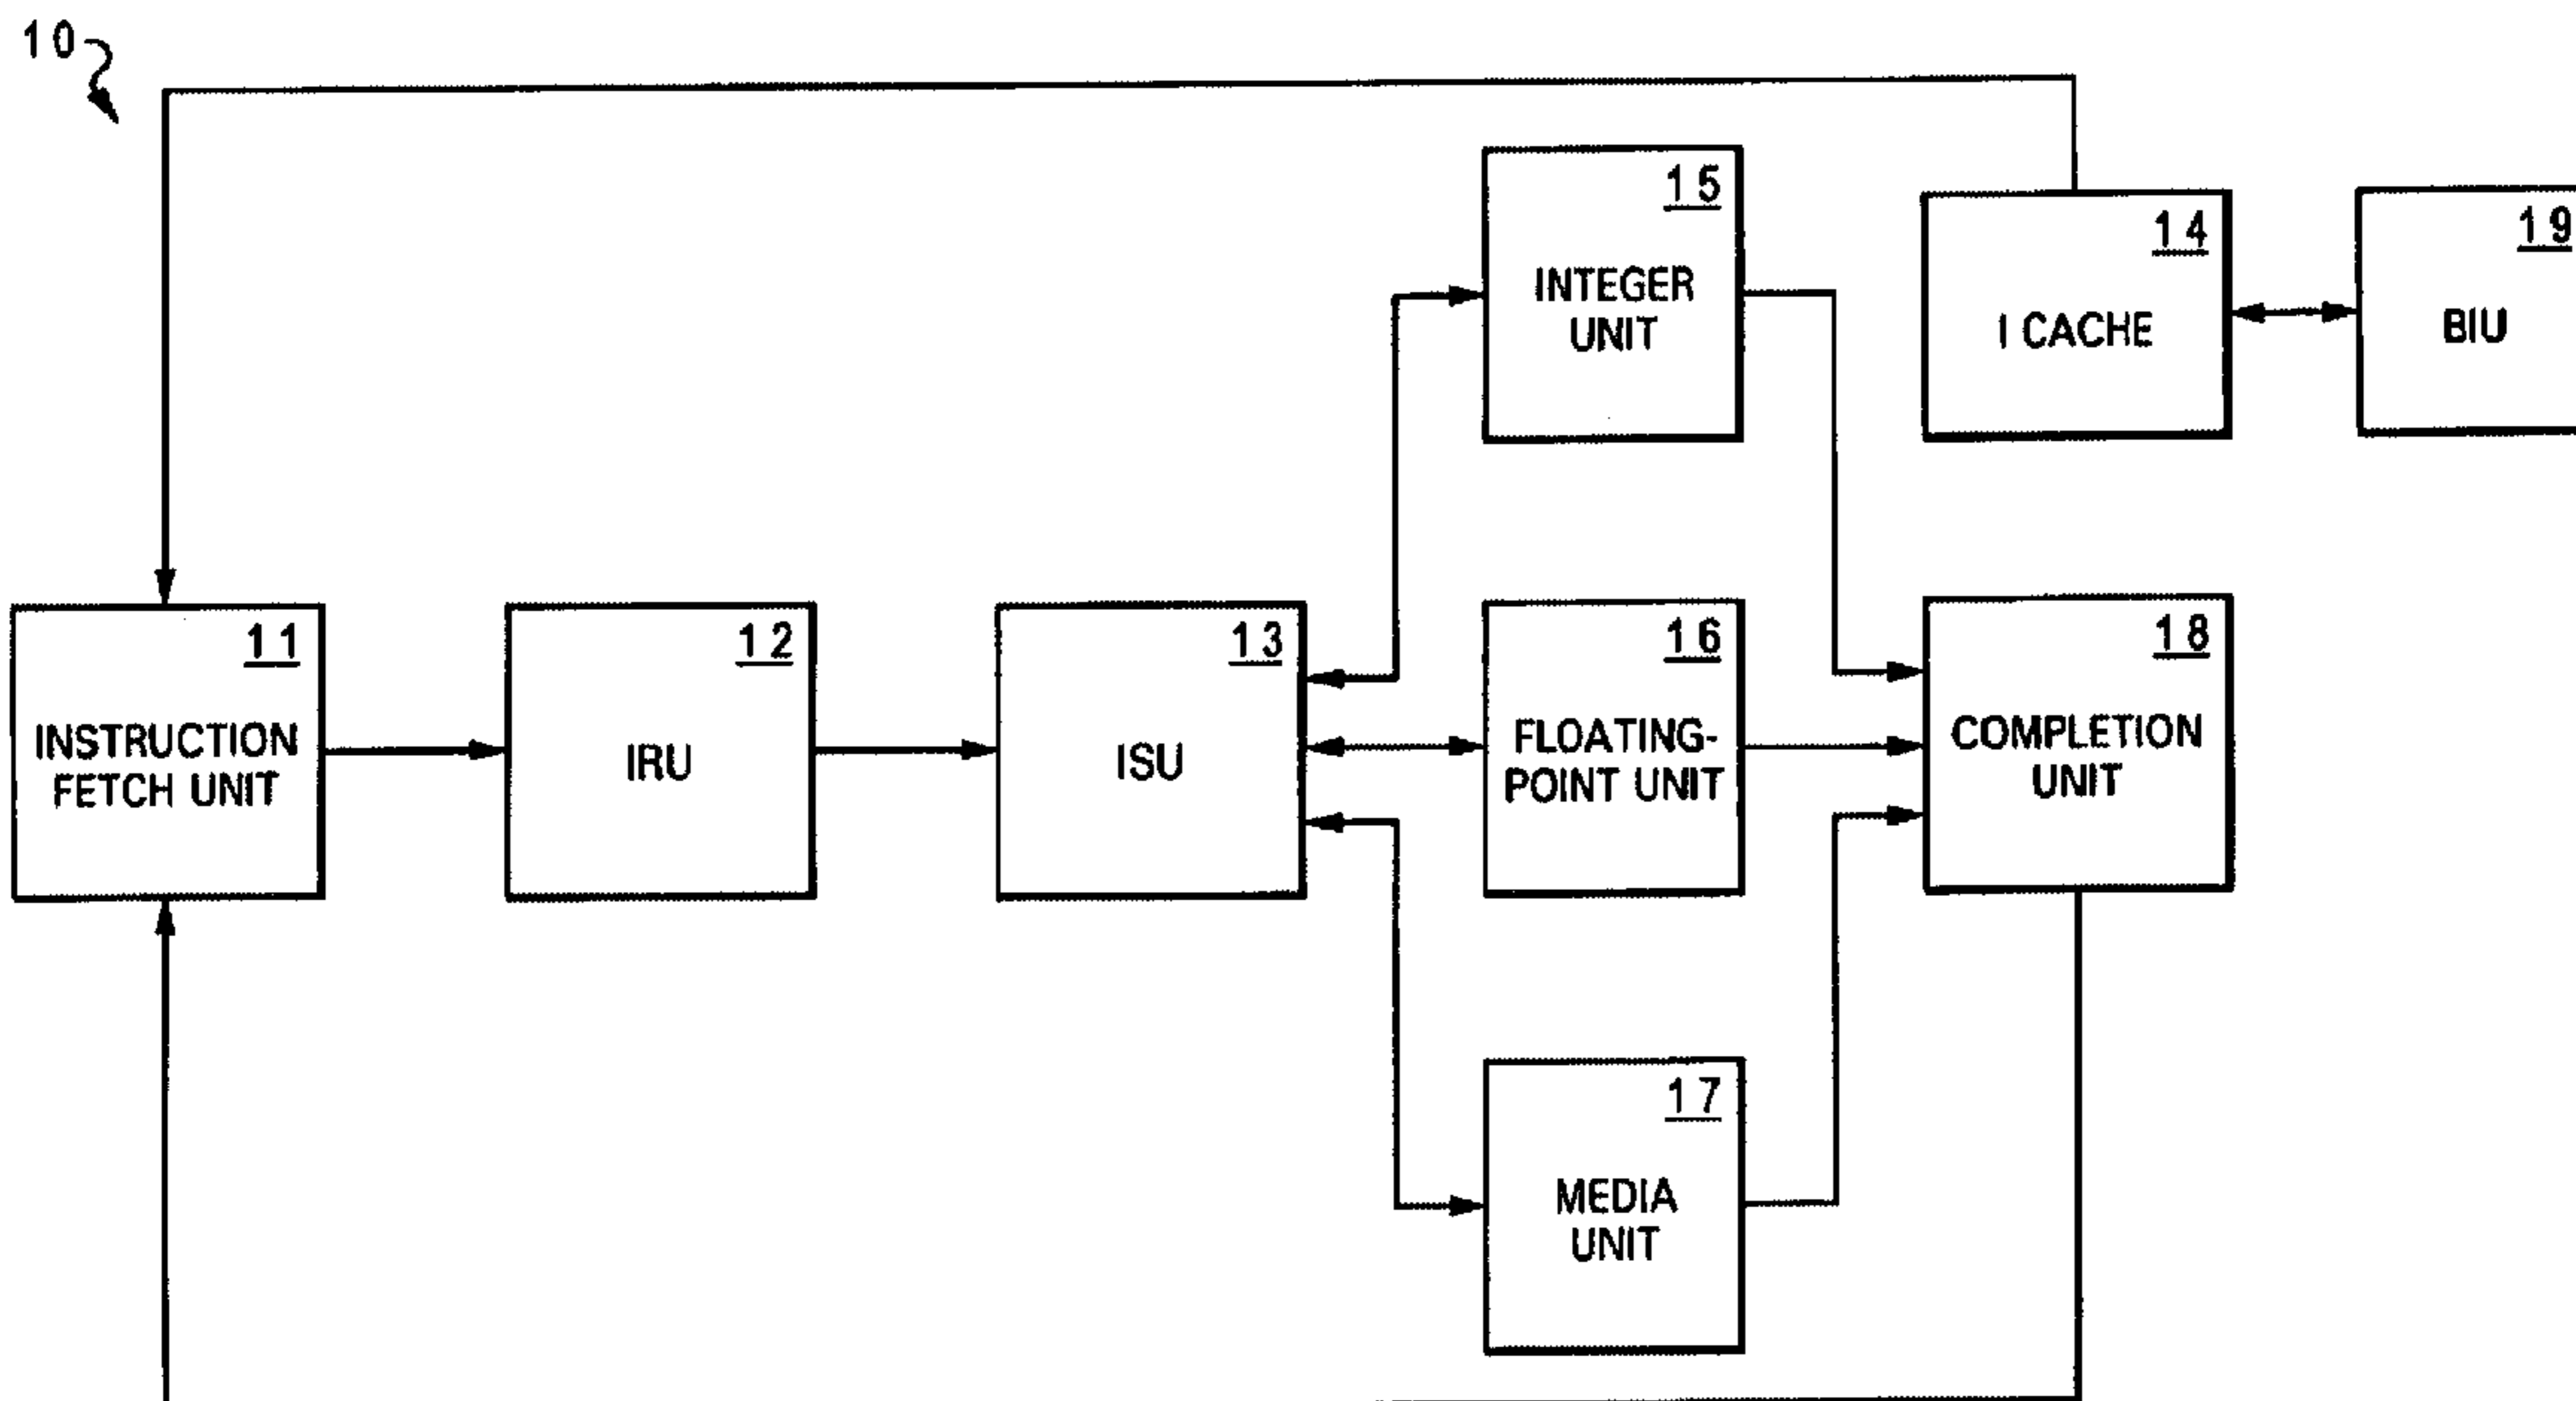 10
15
INTEGER
UNIT
14
I CACHE
19
BIU
11
INSTRUCTION
FETCH UNIT
12
IRU
13
ISU
16
FLOATING-
POINT UNIT
18
COMPLETION
UNIT
17
MEDIA
UNIT